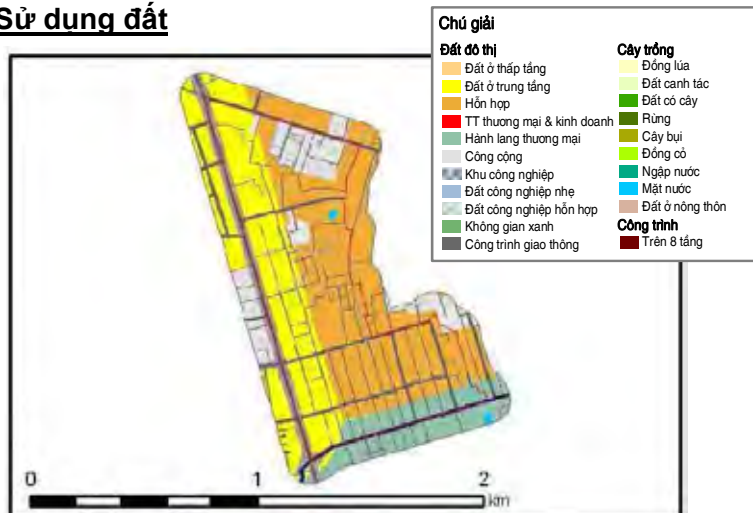 Sử dụng đất
Chú giải
Đất đô thị
Đất ở thấp tầng
Đất ở trung tầng
Hỗn hợp
TT thương mại & kinh doanh
Hành lang thương mại
Công cộng
Khu công nghiệp
Đất công nghiệp nhẹ
Đất công nghiệp hỗn hợp
Không gian xanh
Công trình giao thông
Cây trồng
Đồng lúa
Đất canh tác
Đất có cây
Rừng
Cây bụi
Đồng cỏ
Ngập nước
Mặt nước
Đất ở nông thôn
Công trình
Trên 8 tầng
0 1 2
km